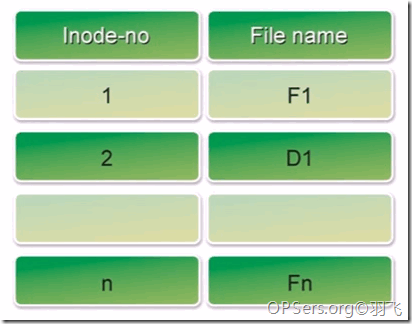 Inode-no File name
1 F1
2 D1
n Fn
OPSers.org©羽飞